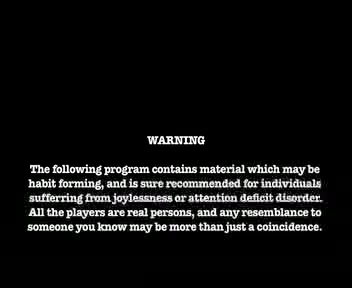 WARNING
The following program contains material which may be
habit forming, and is sure recommended for individuals
sufferring from joylessness or attention deficit disorder.
All the players are real persons, and any resemblance to
someone you know may be more than just a coincidence.